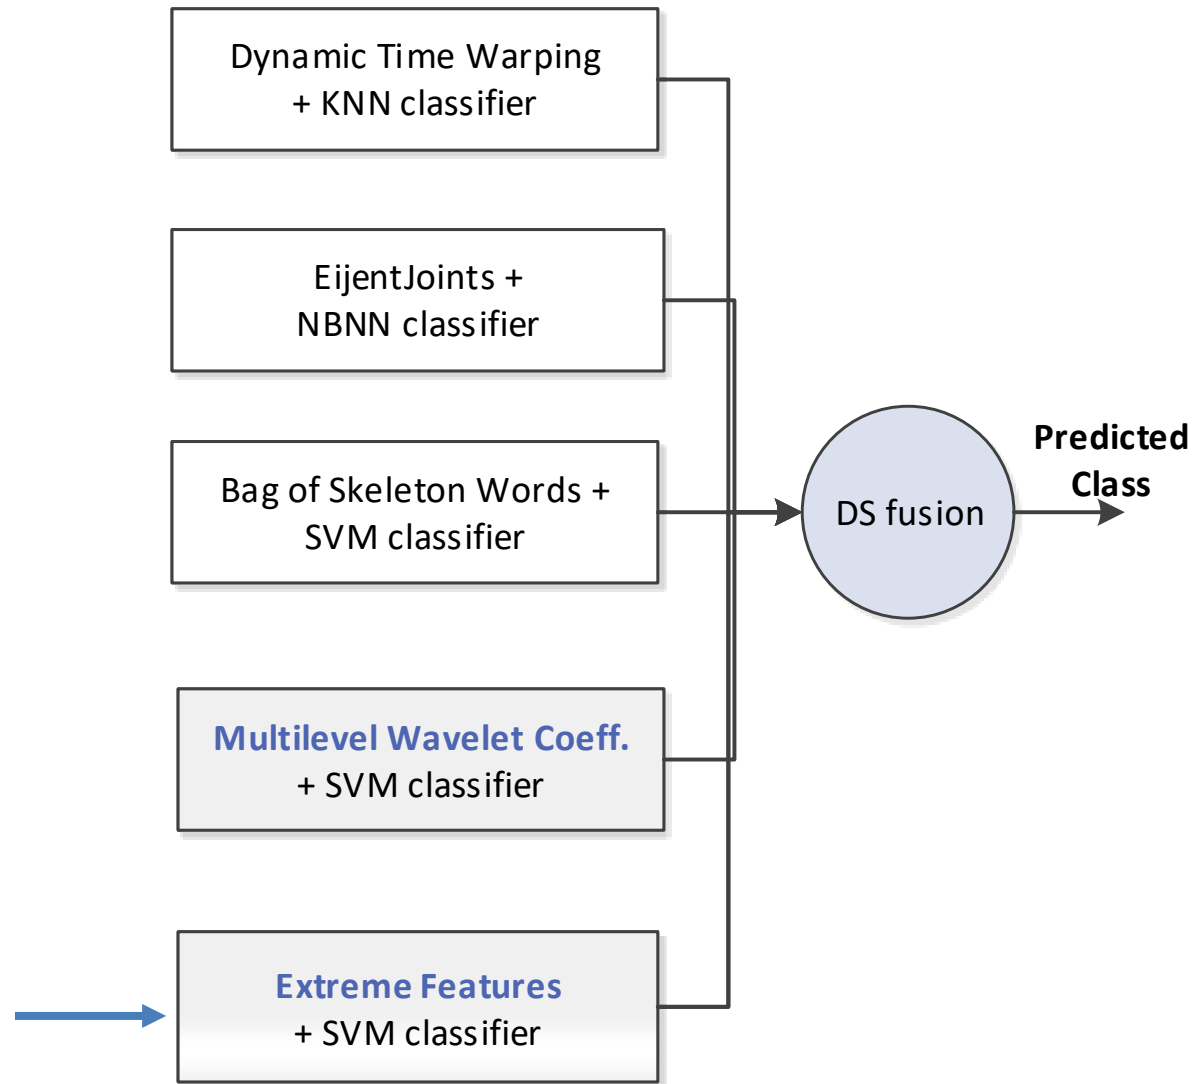 Dynamic Time Warping
+ KNN classifier
EijentJoints +
NBNN classifier
Bag of Skeleton Words +
SVM classifier
Multilevel Wavelet Coeff.
+ SVM classifier
Extreme Features
+ SVM classifier
DS fusion
Predicted
Class